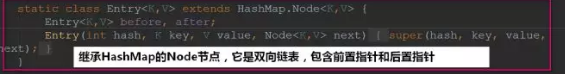 static class Entry<K,V> extends HashMap.Node<K,V> {
Entry<K,V> before, after;
Entry(int hash, K key, V value, Node<K,V> next) { super(hash, key, value,
next); }
继承HashMap的Node节点，它是双向链表，包含前置指针和后置指针
}